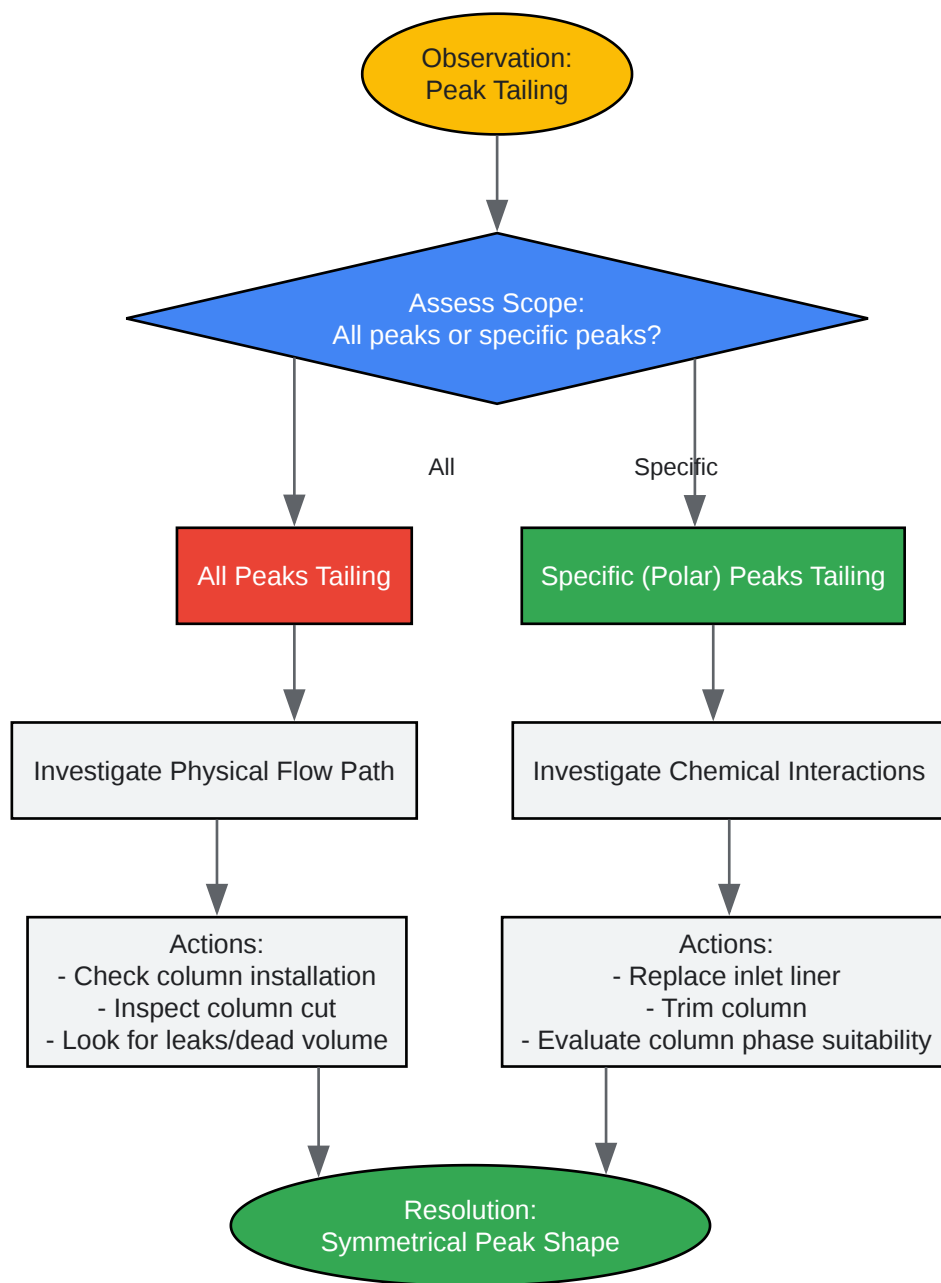 Observation:
Peak Tailing
Assess Scope:
All peaks or specific peaks?
All
Specific
All Peaks Tailing
Specific (Polar) Peaks Tailing
Investigate Physical Flow Path
Investigate Chemical Interactions
Actions:
- Check column installation
- Inspect column cut
- Look for leaks/dead volume
Actions:
- Replace inlet liner
- Trim column
- Evaluate column phase suitability
Resolution:
Symmetrical Peak Shape